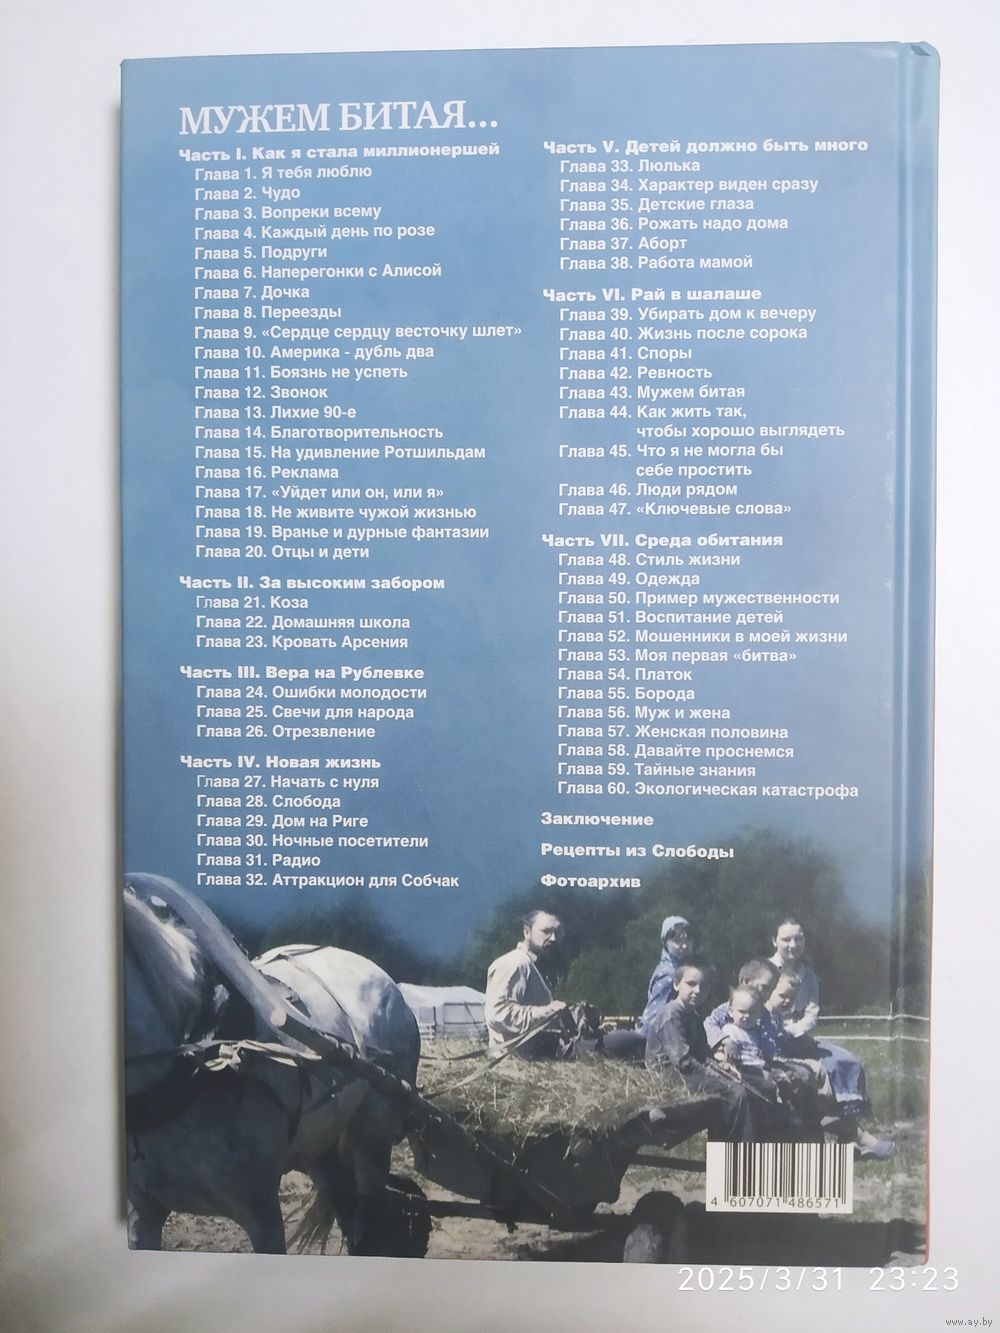 МУЖЕМ БИТАЯ...
Часть I. Как я стала миллионершей
Глава 1. Я тебя люблю
Глава 2. Чудо
Глава 3. Вопреки всему
Глава 4. Каждый день по розе
Глава 5. Подруги
Глава 6. Наперегонки с Алисой
Глава 7. Дочка
Глава 8. Переезды
Глава 9. «Сердце сердцу весточку шлет»
Глава 10. Америка - дубль два
Глава 11. Боязнь не успеть
Глава 12. Звонок
Глава 13. Лихие 90-е
Глава 14. Благотворительность
Глава 15. На удивление Ротшильдам
Глава 16. Реклама
Глава 17. «Уйдет или он, или я»
Глава 18. Не живите чужой жизнью
Глава 19. Вранье и дурные фантазии
Глава 20. Отцы и дети
Часть II. За высоким забором
Глава 21. Коза
Глава 22. Домашняя школа
Глава 23. Кровать Арсения
Часть III. Вера на Рублевке
Глава 24. Ошибки молодости
Глава 25. Свечи для народа
Глава 26. Отрезвление
Часть IV. Новая жизнь
Глава 27. Начать с нуля
Глава 28. Слобода
Глава 29. Дом на Риге
Глава 30. Ночные посетители
Глава 31. Радио
Глава 32. Аттракцион для Собчак
Часть V. Детей должно быть много
Глава 33. Люлька
Глава 34. Характер виден сразу
Глава 35. Детские глаза
Глава 36. Рожать надо дома
Глава 37. Аборт
Глава 38. Работа мамой
Часть VI. Рай в шалаше
Глава 39. Убирать дом к вечеру
Глава 40. Жизнь после сорока
Глава 41. Споры
Глава 42. Ревность
Глава 43. Мужем битая
Глава 44. Как жить так,
чтобы хорошо выглядеть
Глава 45. Что я не могла бы
себе простить
Глава 46. Люди рядом
Глава 47. «Ключевые слова»
Часть VII. Среда обитания
Глава 48. Стиль жизни
Глава 49. Одежда
Глава 50. Пример мужественности
Глава 51. Воспитание детей
Глава 52. Мошенники в моей жизни
Глава 53. Моя первая «битва»
Глава 54. Платок
Глава 55. Борода
Глава 56. Муж и жена
Глава 57. Женская половина
Глава 58. Давайте проснемся
Глава 59. Тайные знания
Глава 60. Экологическая катастрофа
Заключение
Рецепты из Слободы
Фотоархив
4 607071 486571
2025/3/31 23:23
www.ay.by